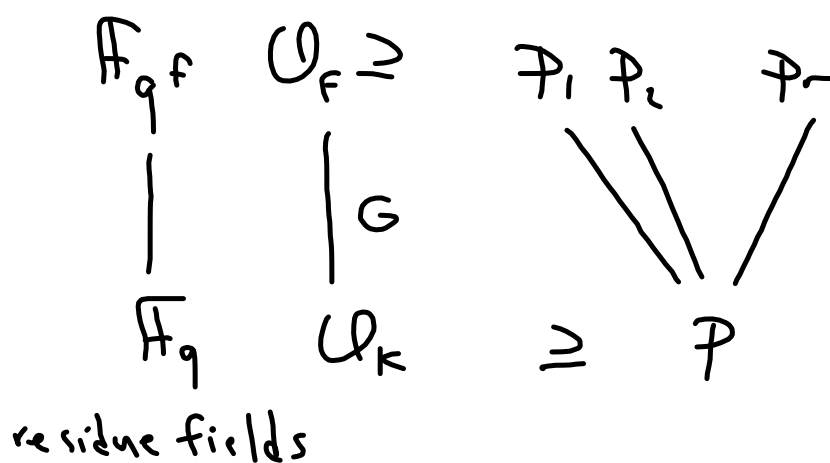 𝔽_{q^f} 𝒪_F ⊇ P_1 P_2 P_r
G
𝔽_q 𝒪_K ⊇ P
residue fields